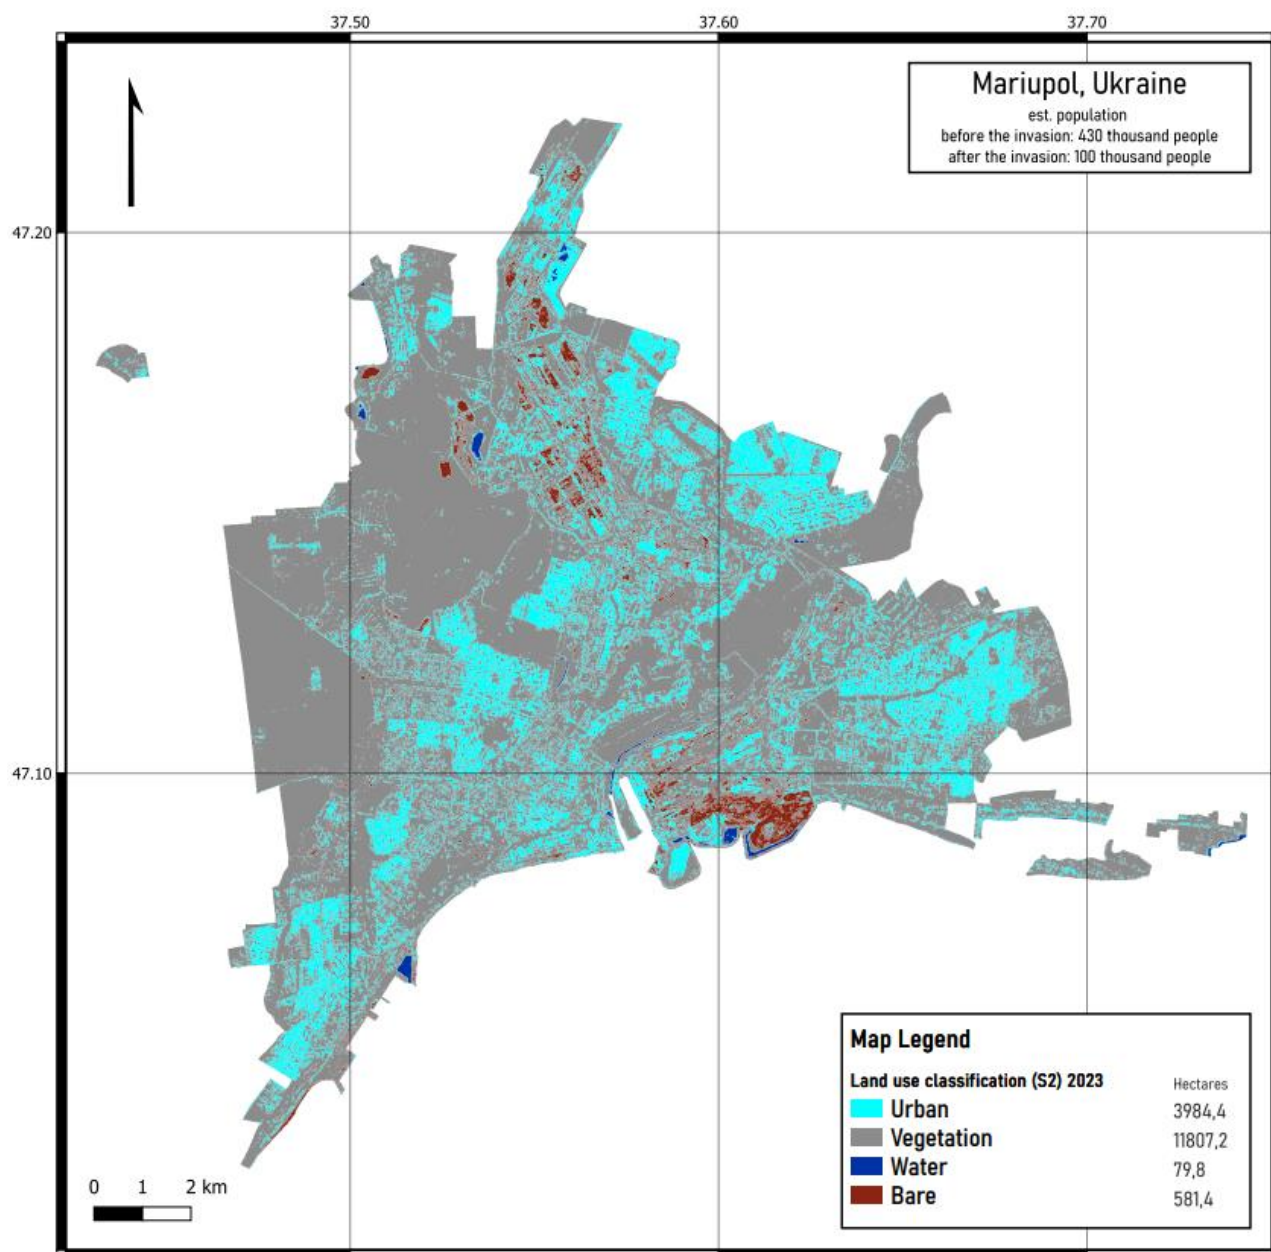 37.50 37.60 37.70
Mariupol, Ukraine
est. population
before the invasion: 430 thousand people
after the invasion: 100 thousand people
47.20
47.10
Map Legend
Land use classification (S2) 2023 Hectares
Urban 3984,4
Vegetation 11807,2
Water 79,8
Bare 581,4
0 1 2 km